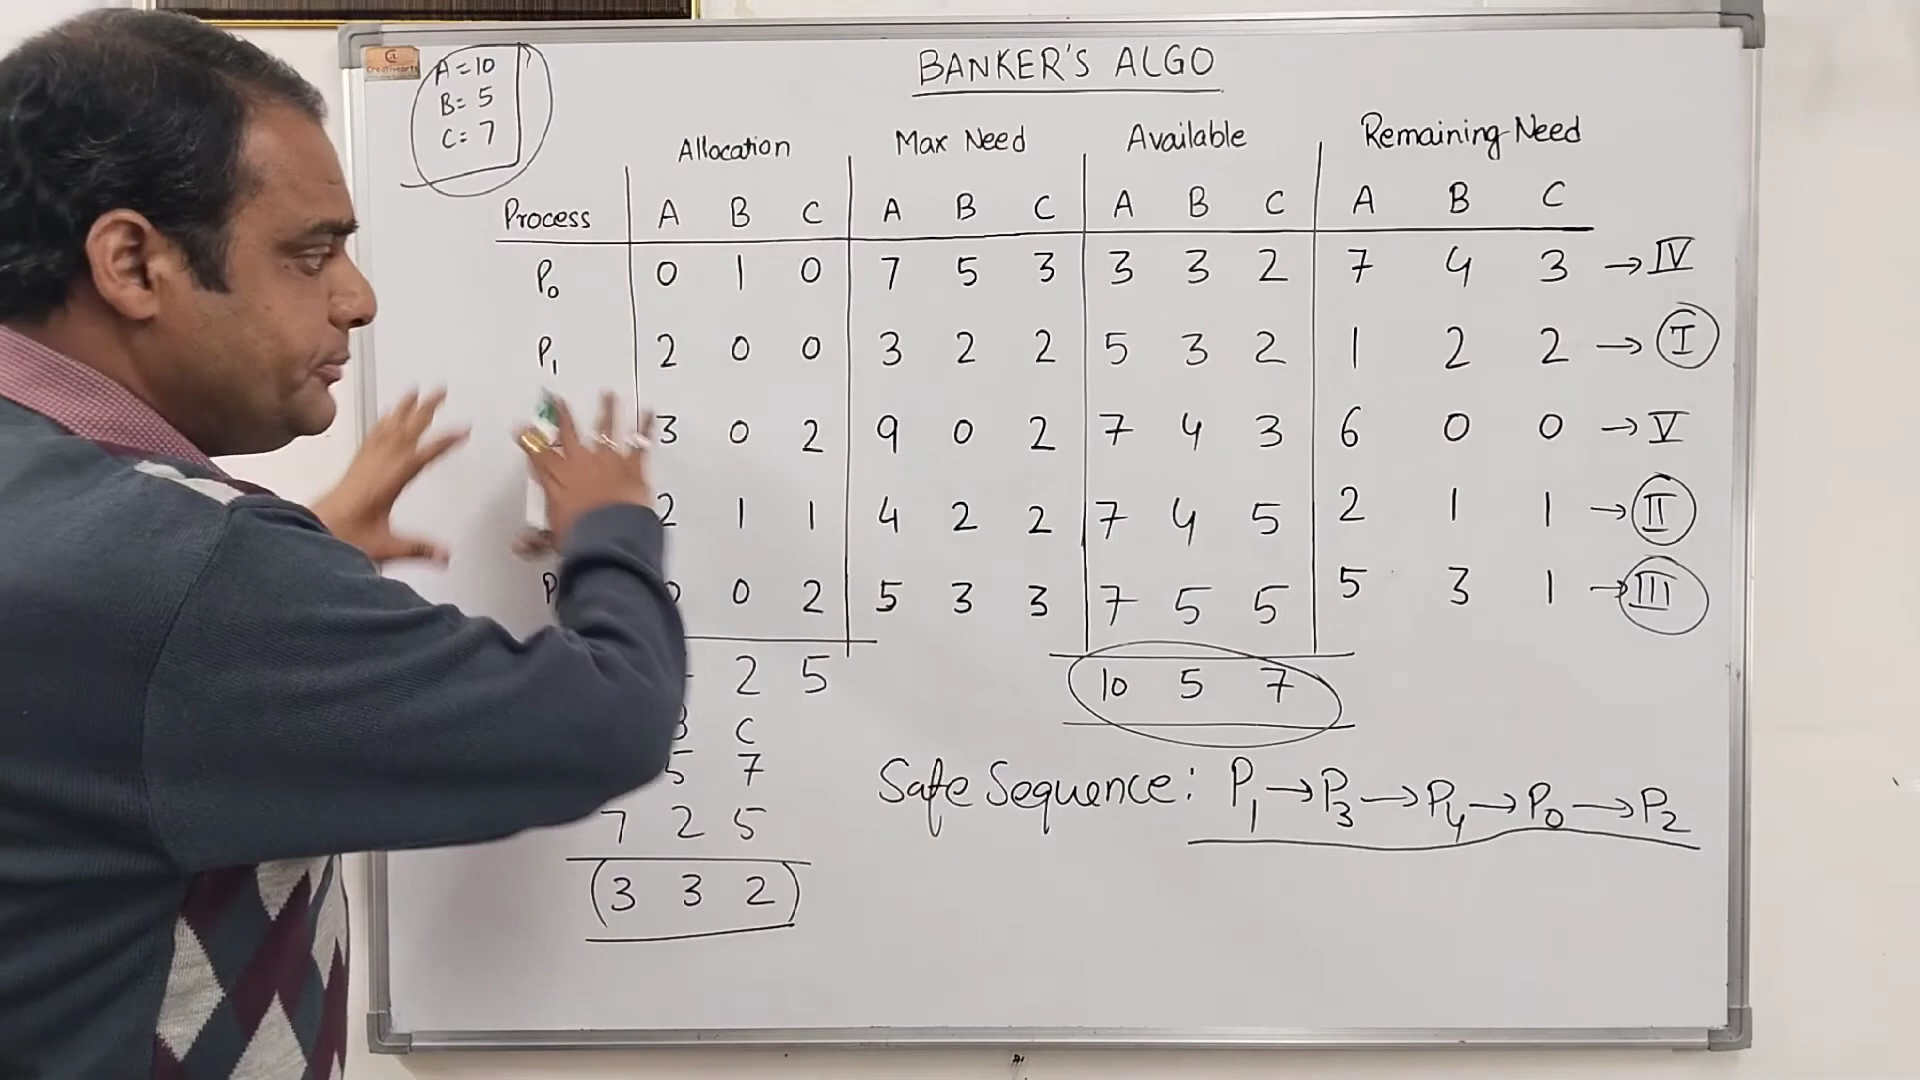 Creative arts
A=10
B= 5
C= 7
BANKER'S ALGO
Allocation Max Need Available Remaining Need
Process A B C A B C A B C A B C
P0 0 1 0 7 5 3 3 3 2 7 4 3 → IV
P1 2 0 0 3 2 2 5 3 2 1 2 2 → I
3 0 2 9 0 2 7 4 3 6 0 0 → V
2 1 1 4 2 2 7 4 5 2 1 1 → II
P 0 2 5 3 3 7 5 5 5 3 1 → III
2 5 10 5 7
B C
5 7
7 2 5
3 3 2
Safe Sequence: P1 → P3 → P4 → P0 → P2